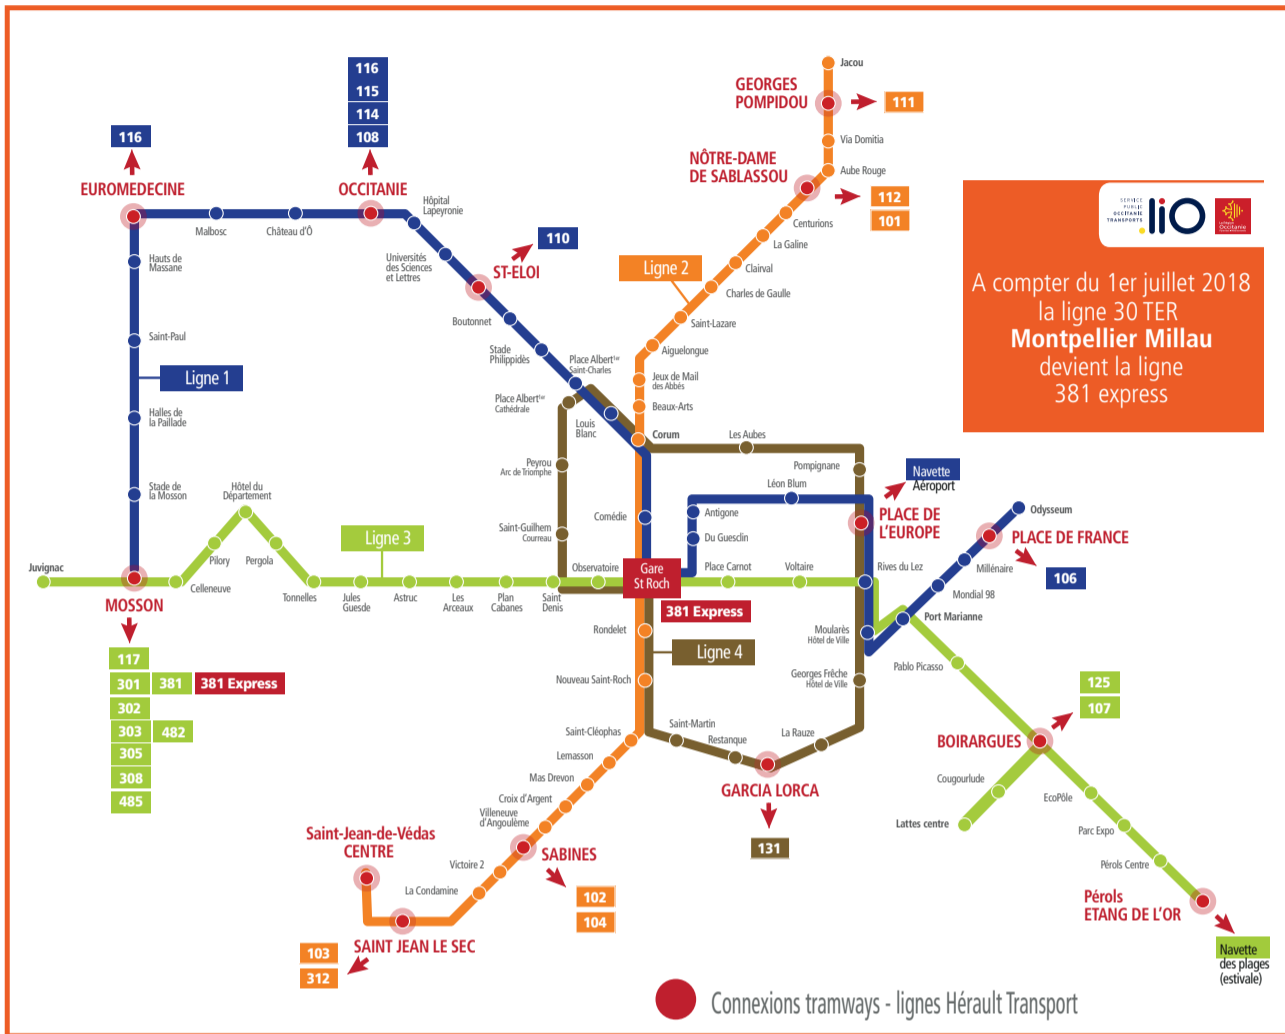 116
115
114
108
116
EUROMEDECINE
OCCITANIE
Malbosc
Château d'Ô
Hôpital
Lapeyronie
Universités
des Sciences
et Lettres
ST-ELOI
110
Boutonnet
Stade
Philippidès
Place Albert 1er
Saint-Charles
Place Albert 1er
Cathédrale
Louis
Blanc
Hauts de
Massane
Saint-Paul
Ligne 1
Halles de
la Paillade
Stade de
la Mosson
Jacou
GEORGES
POMPIDOU
111
Via Domitia
NÔTRE-DAME
DE SABLASSOU
Aube Rouge
112
101
Centurions
La Galine
Clairval
Ligne 2
Charles de Gaulle
Saint-Lazare
Aiguelongue
Jeux de Mail
des Abbés
Beaux-Arts
Corum
SERVICE
PUBLIC
OCCITANIE
TRANSPORTS
liO
La Région
Occitanie
A compter du 1er juillet 2018
la ligne 30 TER
Montpellier Millau
devient la ligne
381 express
Les Aubes
Pompignane
Peyrou
Arc de Triomphe
Saint-Guilhem
Courreau
Comédie
Léon Blum
Antigone
Du Guesclin
Navette
Aéroport
PLACE DE
L'EUROPE
Odysseum
PLACE DE FRANCE
106
Millénaire
Mondial 98
Port Marianne
Rives du Lez
Hôtel du
Département
Pilory
Pergola
Ligne 3
Juvignac
MOSSON
Celleneuve
Tonnelles
Jules
Guesde
Astruc
Les
Arceaux
Plan
Cabanes
Saint
Denis
Observatoire
Gare
St Roch
Place Carnot
Voltaire
381 Express
117
301
381
381 Express
302
303
482
305
308
485
Rondelet
Ligne 4
Nouveau Saint-Roch
Moularès
Hôtel de Ville
Georges Frêche
Hôtel de Ville
Pablo Picasso
125
107
BOIRARGUES
Saint-Martin
Restanque
La Rauze
GARCIA LORCA
131
Cougourlude
Lattes centre
EcoPôle
Parc Expo
Pérols Centre
Pérols
ETANG DE L'OR
Navette
des plages
(estivale)
Saint-Cléophas
Lemasson
Mas Drevon
Croix d'Argent
Villeneuve
d'Angoulême
SABINES
102
104
Victoire 2
La Condamine
Saint-Jean-de-Védas
CENTRE
SAINT JEAN LE SEC
103
312
Connexions tramways - lignes Hérault Transport